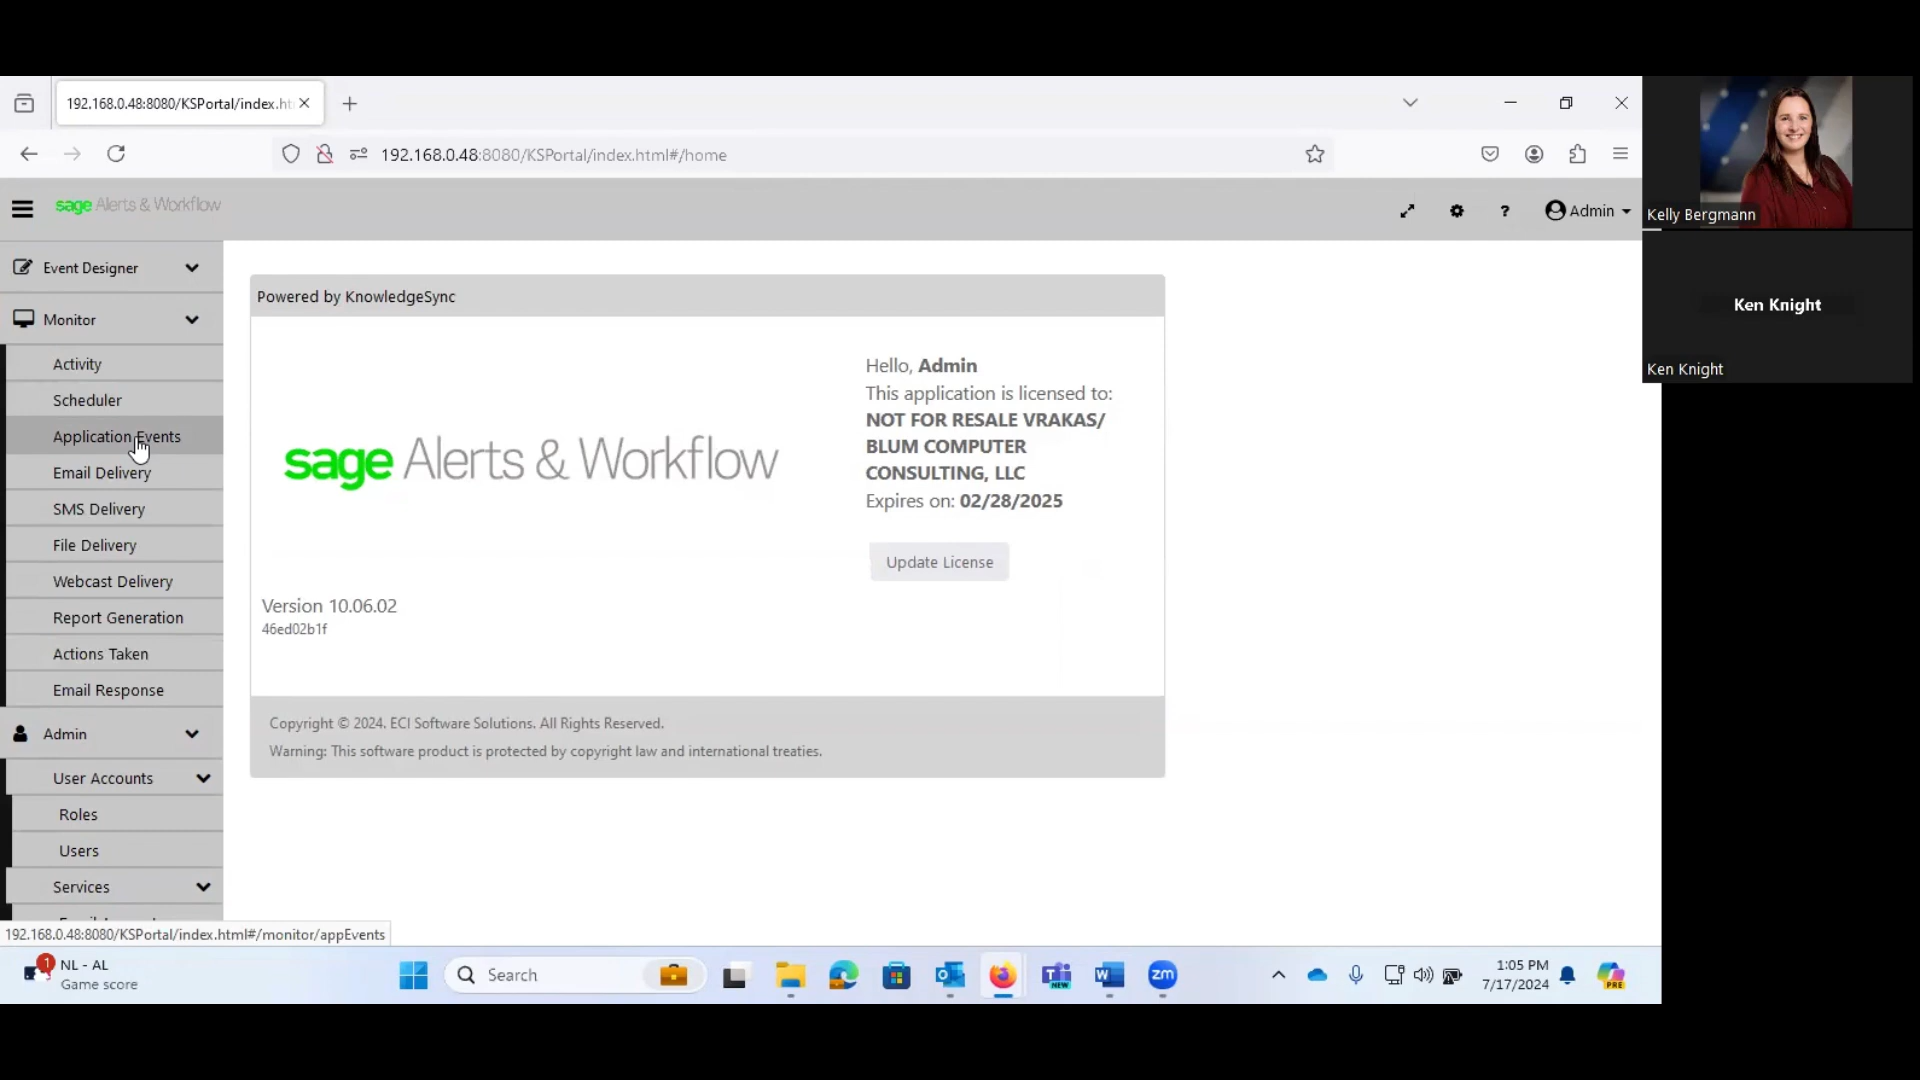 192.168.0.48:8080/KSPortal/index.ht
192.168.0.48:8080/KSPortal/index.html#/home
sage Alerts & Workflow
Admin
Event Designer
Monitor
Activity
Scheduler
Application Events
Email Delivery
SMS Delivery
File Delivery
Webcast Delivery
Report Generation
Actions Taken
Email Response
Admin
User Accounts
Roles
Users
Services
192.168.0.48:8080/KSPortal/index.html#/monitor/appEvents
Powered by KnowledgeSync
sage Alerts & Workflow
Hello, Admin
This application is licensed to:
NOT FOR RESALE VRAKAS/
BLUM COMPUTER
CONSULTING, LLC
Expires on: 02/28/2025
Update License
Version 10.06.02
46ed02b1f
Copyright © 2024. ECI Software Solutions. All Rights Reserved.
Warning: This software product is protected by copyright law and international treaties.
Kelly Bergmann
Ken Knight
Ken Knight
1
NL - AL
Game score
Search
NEW
zm
1:05 PM
7/17/2024
PRE